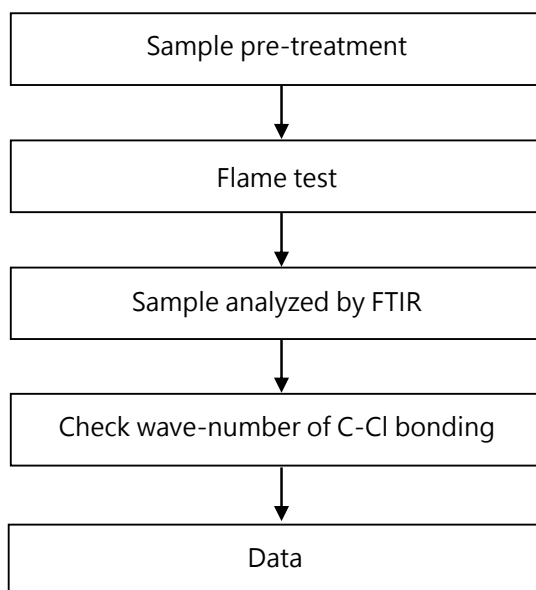 Sample pre-treatment
Flame test
Sample analyzed by FTIR
Check wave-number of C-Cl bonding
Data